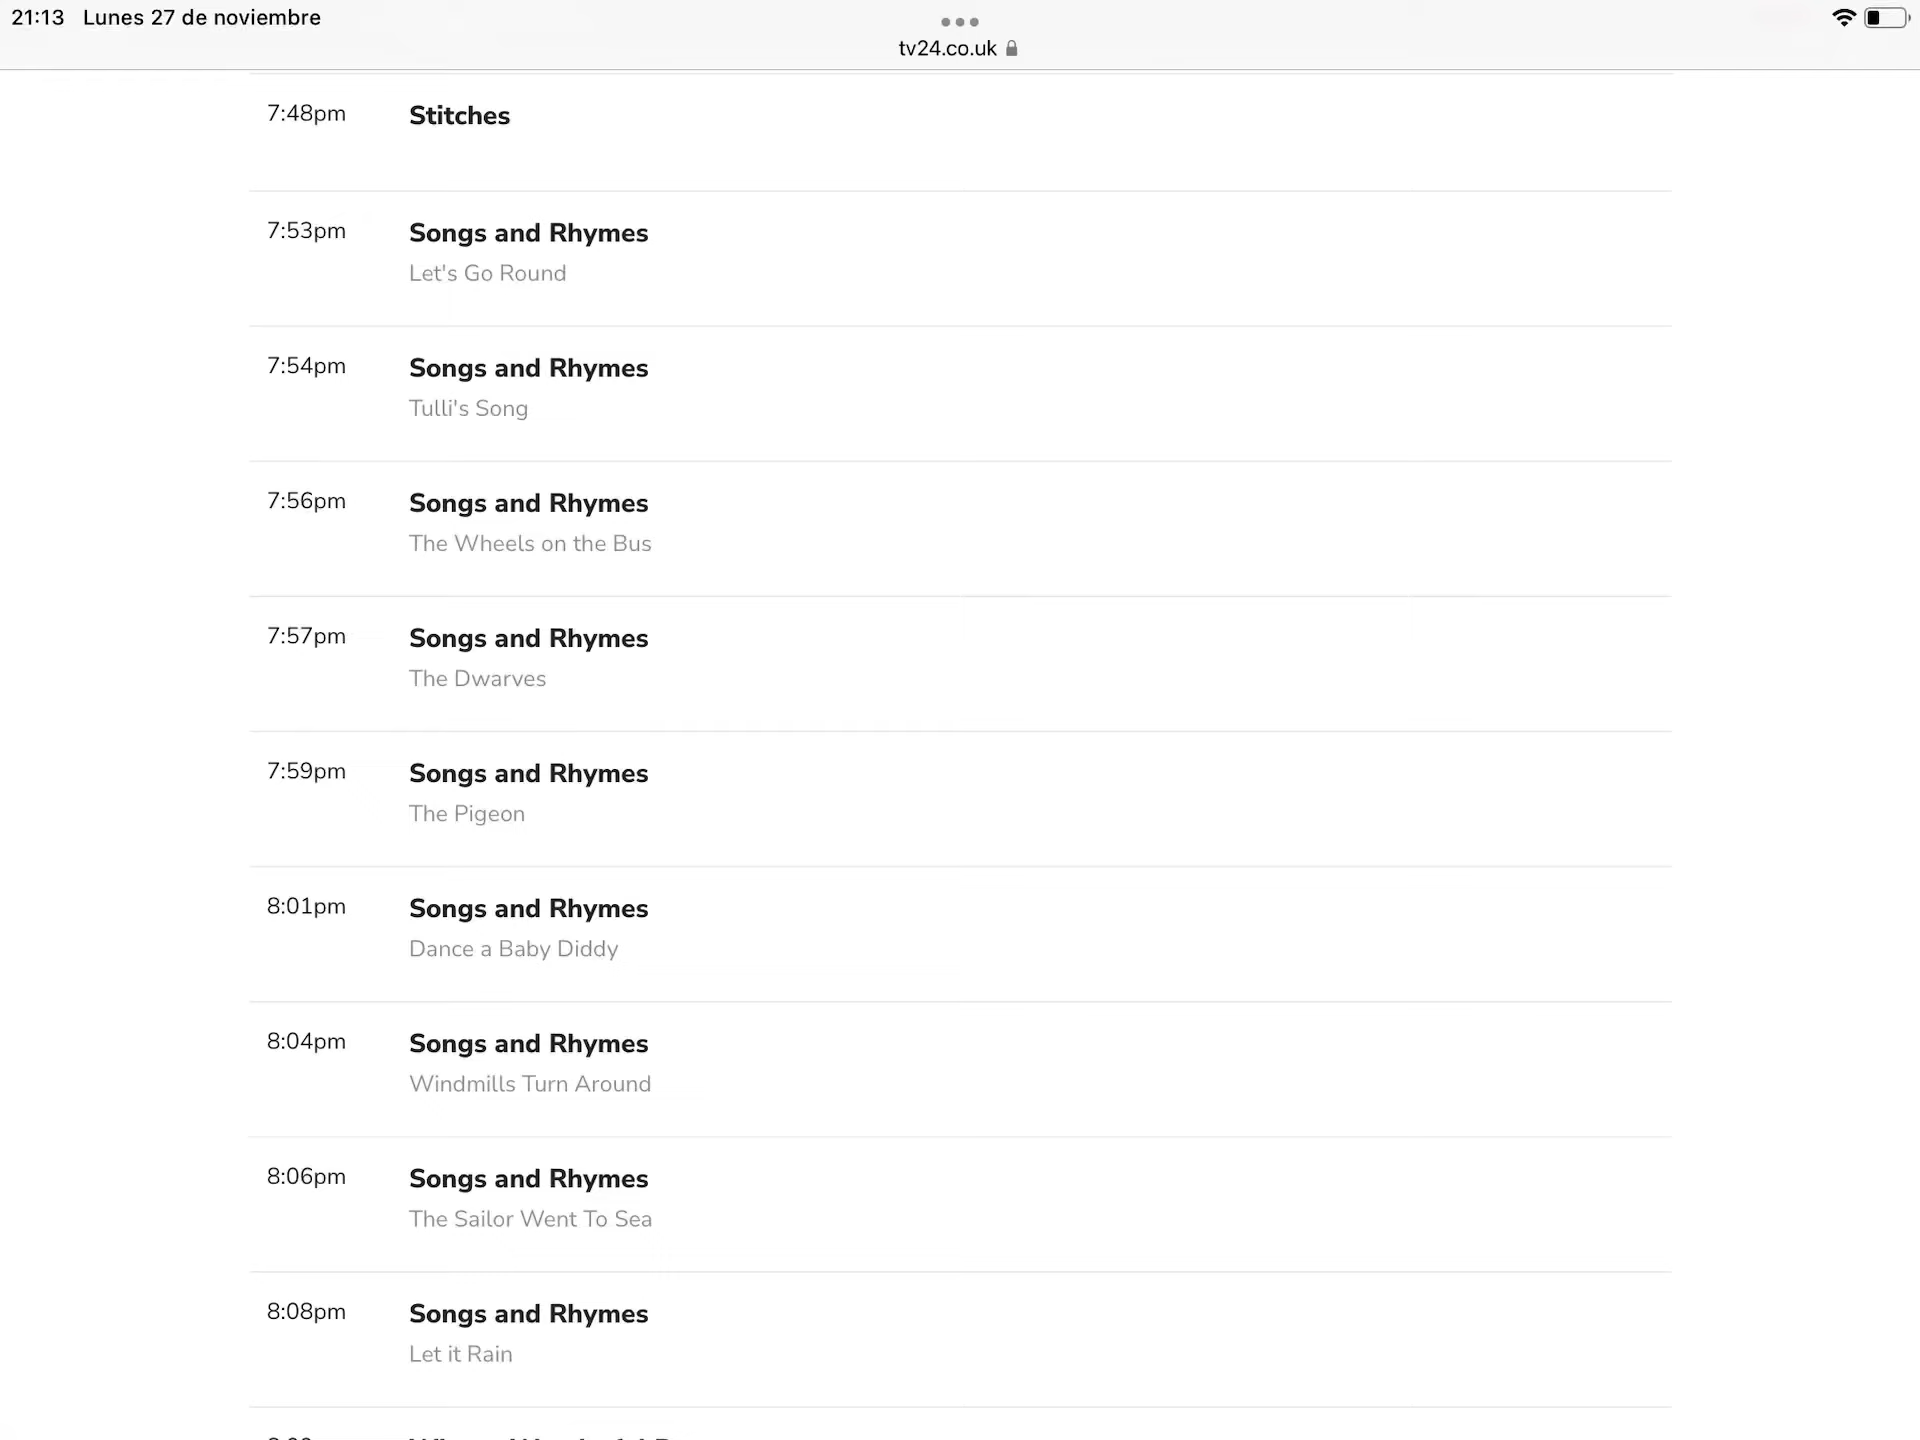 21:13 Lunes 27 de noviembre
tv24.co.uk
7:48pm Stitches
7:53pm Songs and Rhymes
Let's Go Round
7:54pm Songs and Rhymes
Tulli's Song
7:56pm Songs and Rhymes
The Wheels on the Bus
7:57pm Songs and Rhymes
The Dwarves
7:59pm Songs and Rhymes
The Pigeon
8:01pm Songs and Rhymes
Dance a Baby Diddy
8:04pm Songs and Rhymes
Windmills Turn Around
8:06pm Songs and Rhymes
The Sailor Went To Sea
8:08pm Songs and Rhymes
Let it Rain